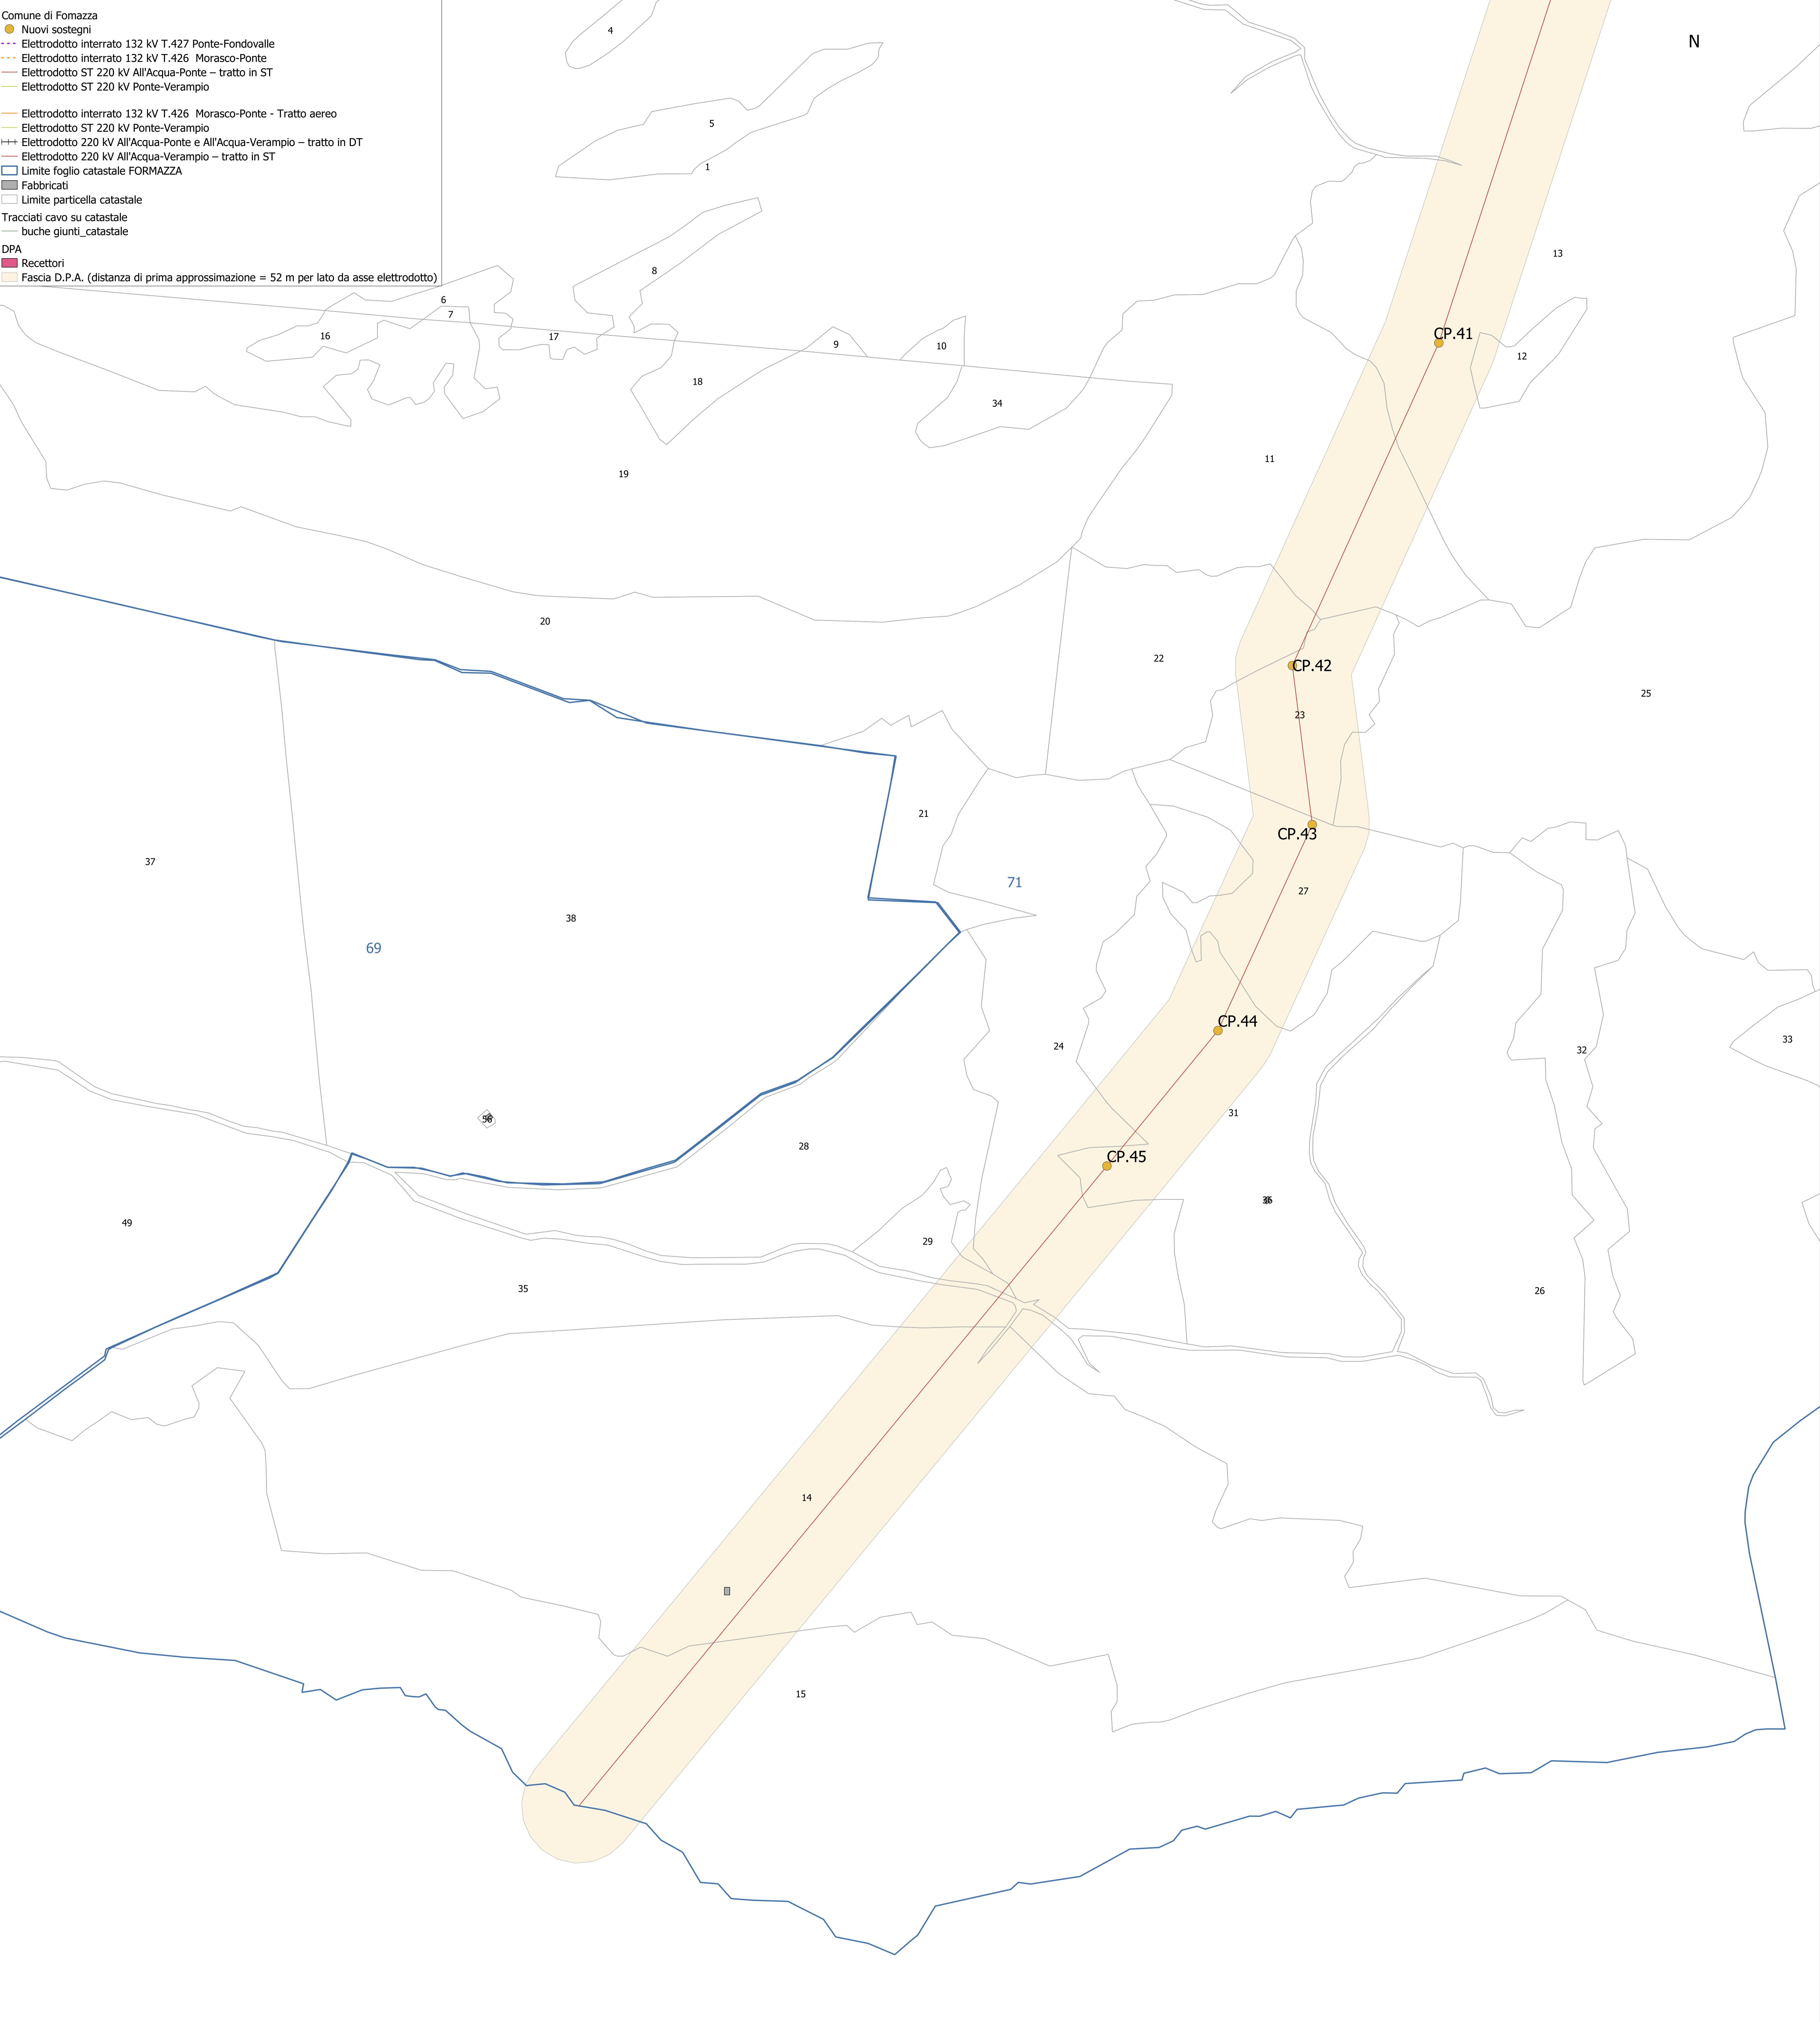 Comune di Fomazza
Nuovi sostegni
Elettrodotto interrato 132 kV T.427 Ponte-Fondovalle
Elettrodotto interrato 132 kV T.426  Morasco-Ponte
Elettrodotto ST 220 kV All'Acqua-Ponte – tratto in ST
Elettrodotto ST 220 kV Ponte-Verampio
Elettrodotto interrato 132 kV T.426  Morasco-Ponte - Tratto aereo
Elettrodotto ST 220 kV Ponte-Verampio
Elettrodotto 220 kV All'Acqua-Ponte e All'Acqua-Verampio – tratto in DT
Elettrodotto 220 kV All'Acqua-Verampio – tratto in ST
Limite foglio catastale FORMAZZA
Fabbricati
Limite particella catastale
Tracciati cavo su catastale
buche giunti_catastale
DPA
Recettori
Fascia D.P.A. (distanza di prima approssimazione = 52 m per lato da asse elettrodotto)
N
4
5
1
13
8
6
7
16
17
9
10
CP.41
12
18
34
11
19
20
22
CP.42
25
23
21
CP.43
37
71
27
38
69
CP.44
24
33
32
31
56
28
CP.45
49
29
35
26
14
15